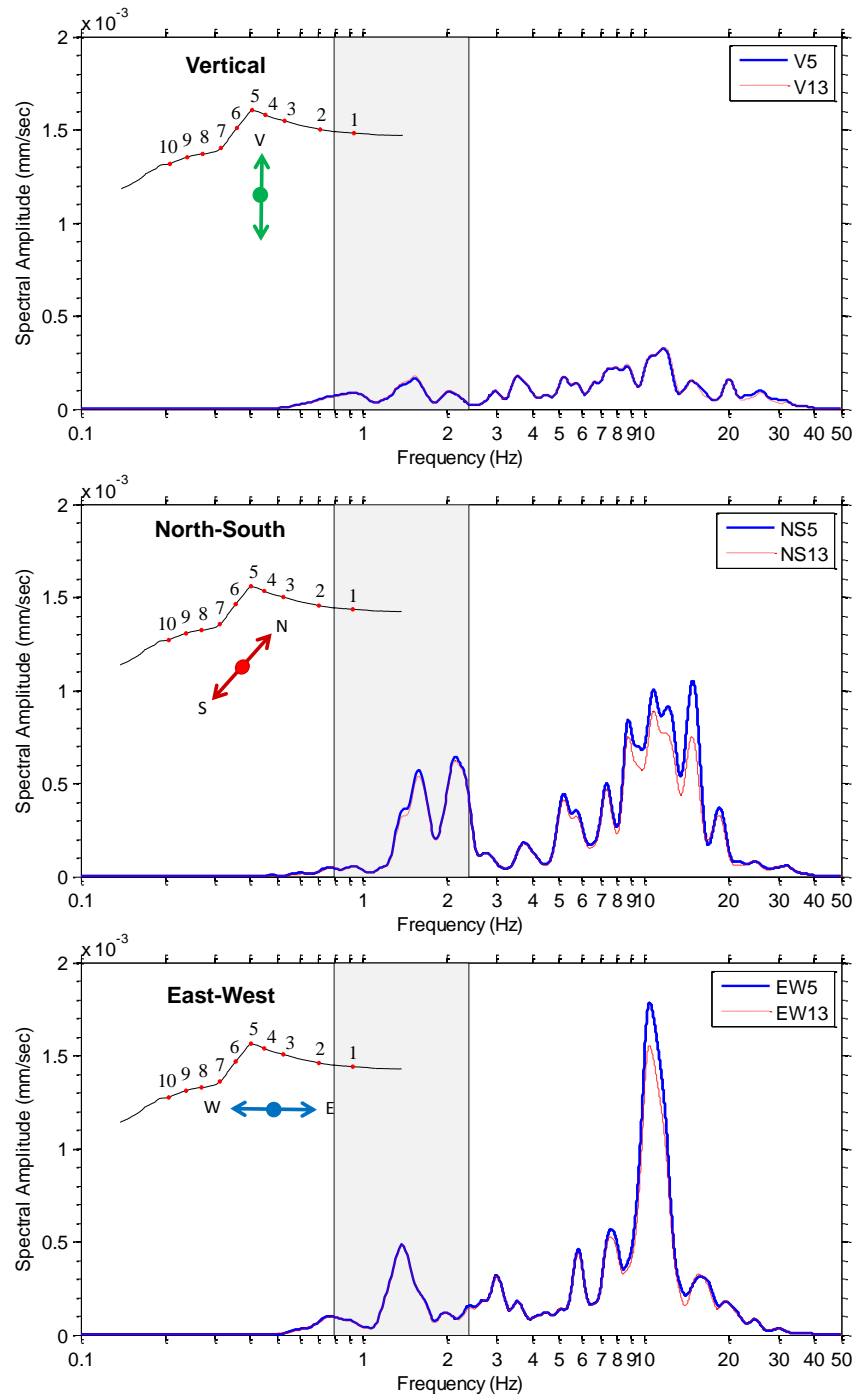 x 10⁻³
2
1.5
1
0.5
0
Spectral Amplitude (mm/sec)
Vertical
V5
V13
10 9 8 7 6 5 4 3 2 1
V
0.1 1 2 3 4 5 6 7 8 9 10 20 30 40 50
Frequency (Hz)
x 10⁻³
2
1.5
1
0.5
0
Spectral Amplitude (mm/sec)
North-South
NS5
NS13
10 9 8 7 6 5 4 3 2 1
N
S
0.1 1 2 3 4 5 6 7 8 9 10 20 30 40 50
Frequency (Hz)
x 10⁻³
2
1.5
1
0.5
0
Spectral Amplitude (mm/sec)
East-West
EW5
EW13
10 9 8 7 6 5 4 3 2 1
W E
0.1 1 2 3 4 5 6 7 8 9 10 20 30 40 50
Frequency (Hz)